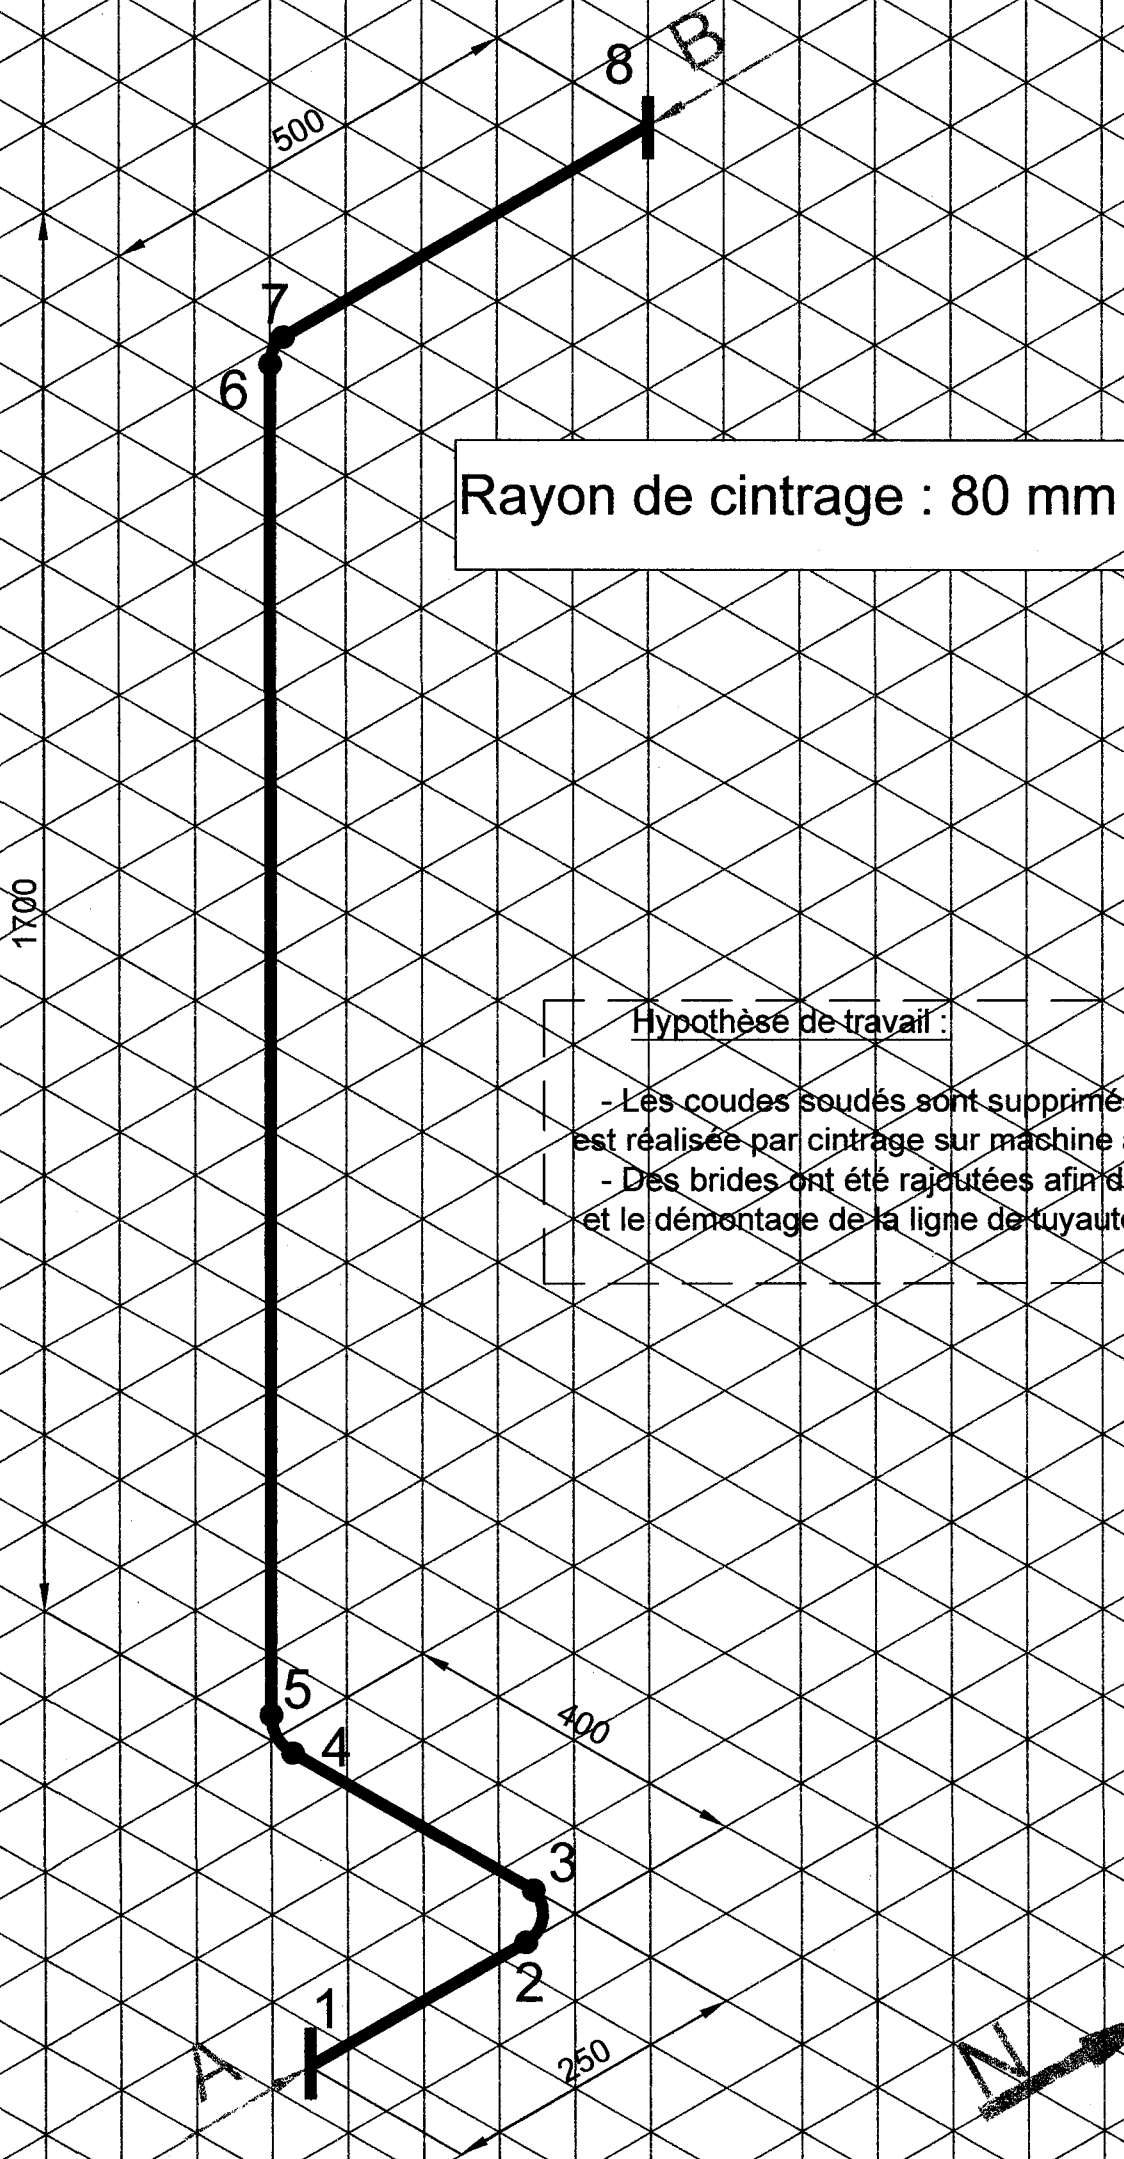 8
B
500
7
6
Rayon de cintrage : 80 mm
1700
Hypothèse de travail :
- Les coudes soudés sont supprimé
est réalisée par cintrage sur machine
- Des brides ont été rajoutées afin d
et le démontage de la ligne de tuyaut
5
4
400
3
2
1
A
250
N